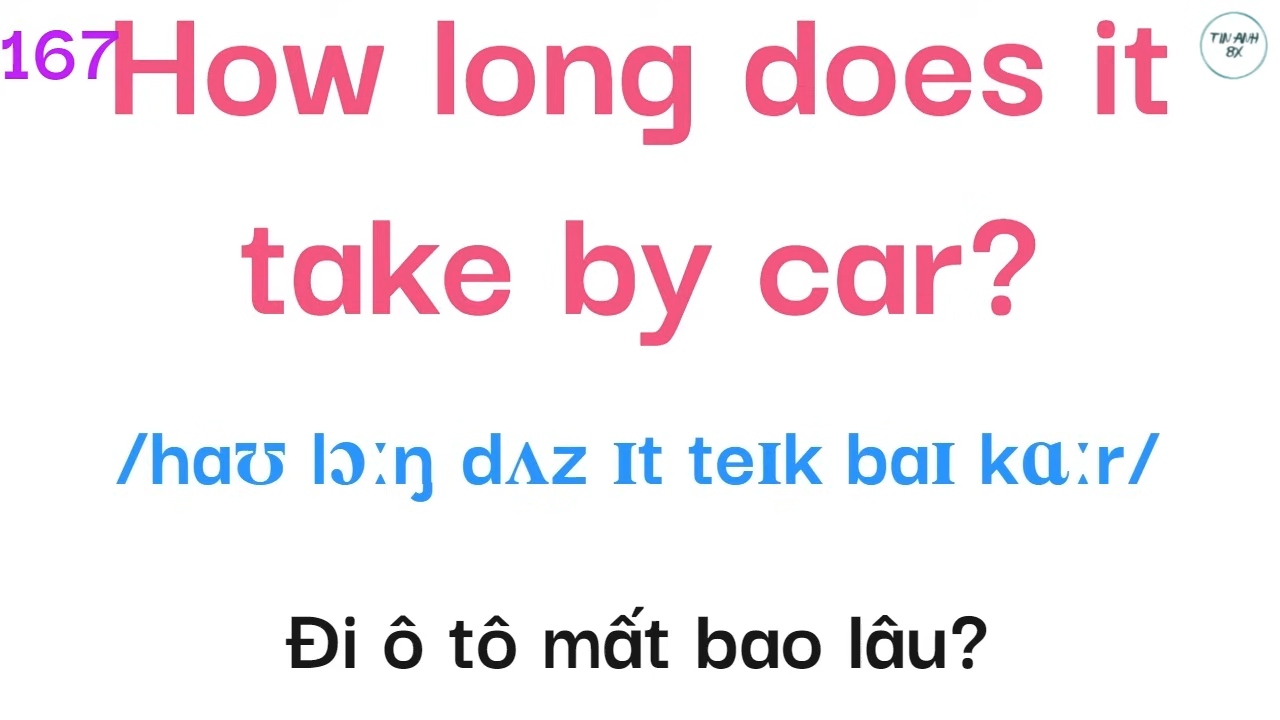 167
How long does it
TIN ANH
8X
take by car?
/haʊ lɔːŋ dʌz ɪt teɪk baɪ kɑːr/
Đi ô tô mất bao lâu?